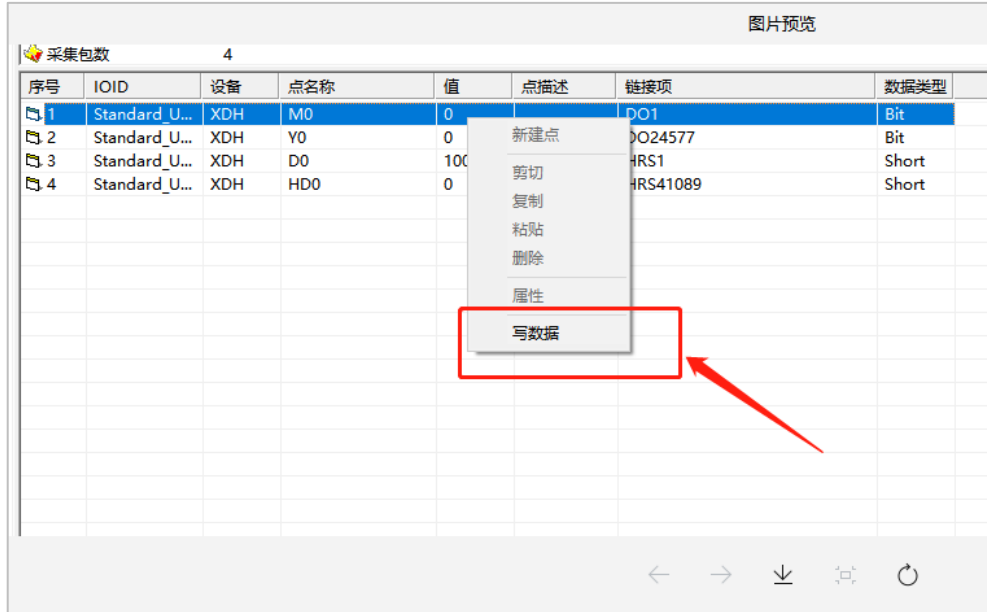 图片预览
采集包数 4
序号 IOID 设备 点名称 值 点描述 链接项 数据类型
1 Standard_U... XDH M0 0 DO1 Bit
2 Standard_U... XDH Y0 0 DO24577 Bit
3 Standard_U... XDH D0 100 HRS1 Short
4 Standard_U... XDH HD0 0 HRS41089 Short
新建点
剪切
复制
粘贴
删除
属性
写数据